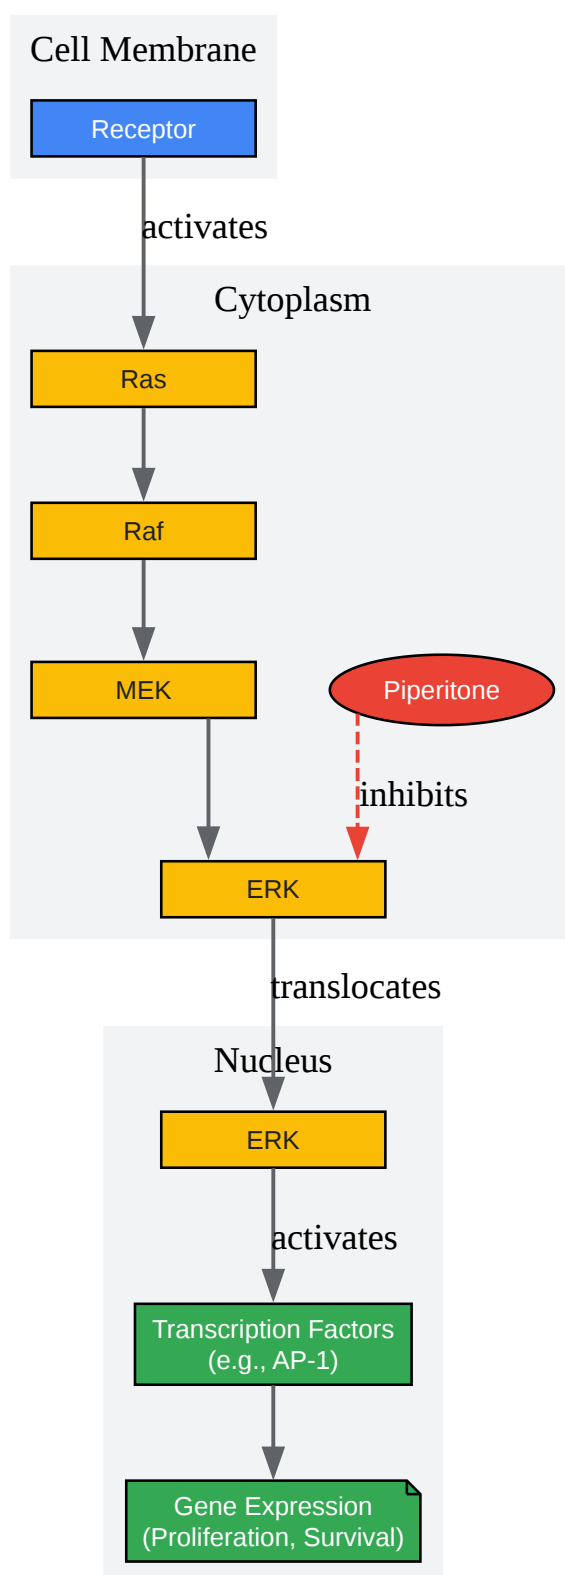 Cell Membrane
Receptor
activates
Cytoplasm
Ras
Raf
MEK
Piperitone
inhibits
ERK
translocates
Nucleus
ERK
activates
Transcription Factors
(e.g., AP-1)
Gene Expression
(Proliferation, Survival)